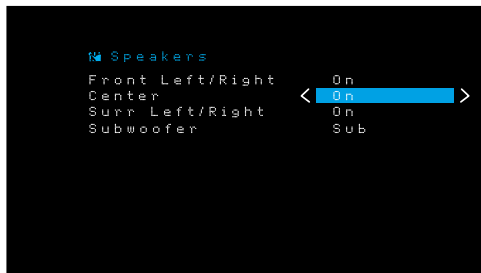 Speakers
Front Left/Right On
Center < On >
Surr Left/Right On
Subwoofer Sub